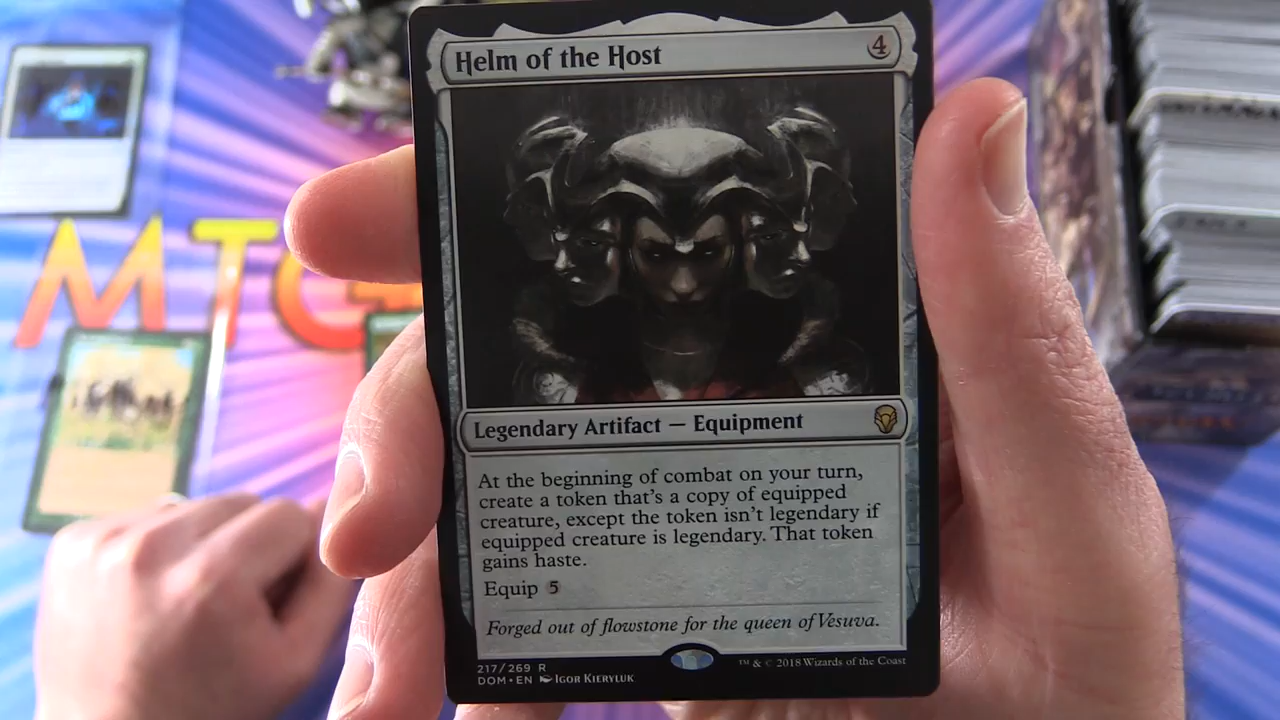 Helm of the Host 4
MTG
Legendary Artifact — Equipment
At the beginning of combat on your turn,
create a token that's a copy of equipped
creature, except the token isn't legendary if
equipped creature is legendary. That token
gains haste.
Equip 5
Forged out of flowstone for the queen of Vesuva.
217/269 R
DOM • EN IGOR KIERYLUK
™ & © 2018 Wizards of the Coast